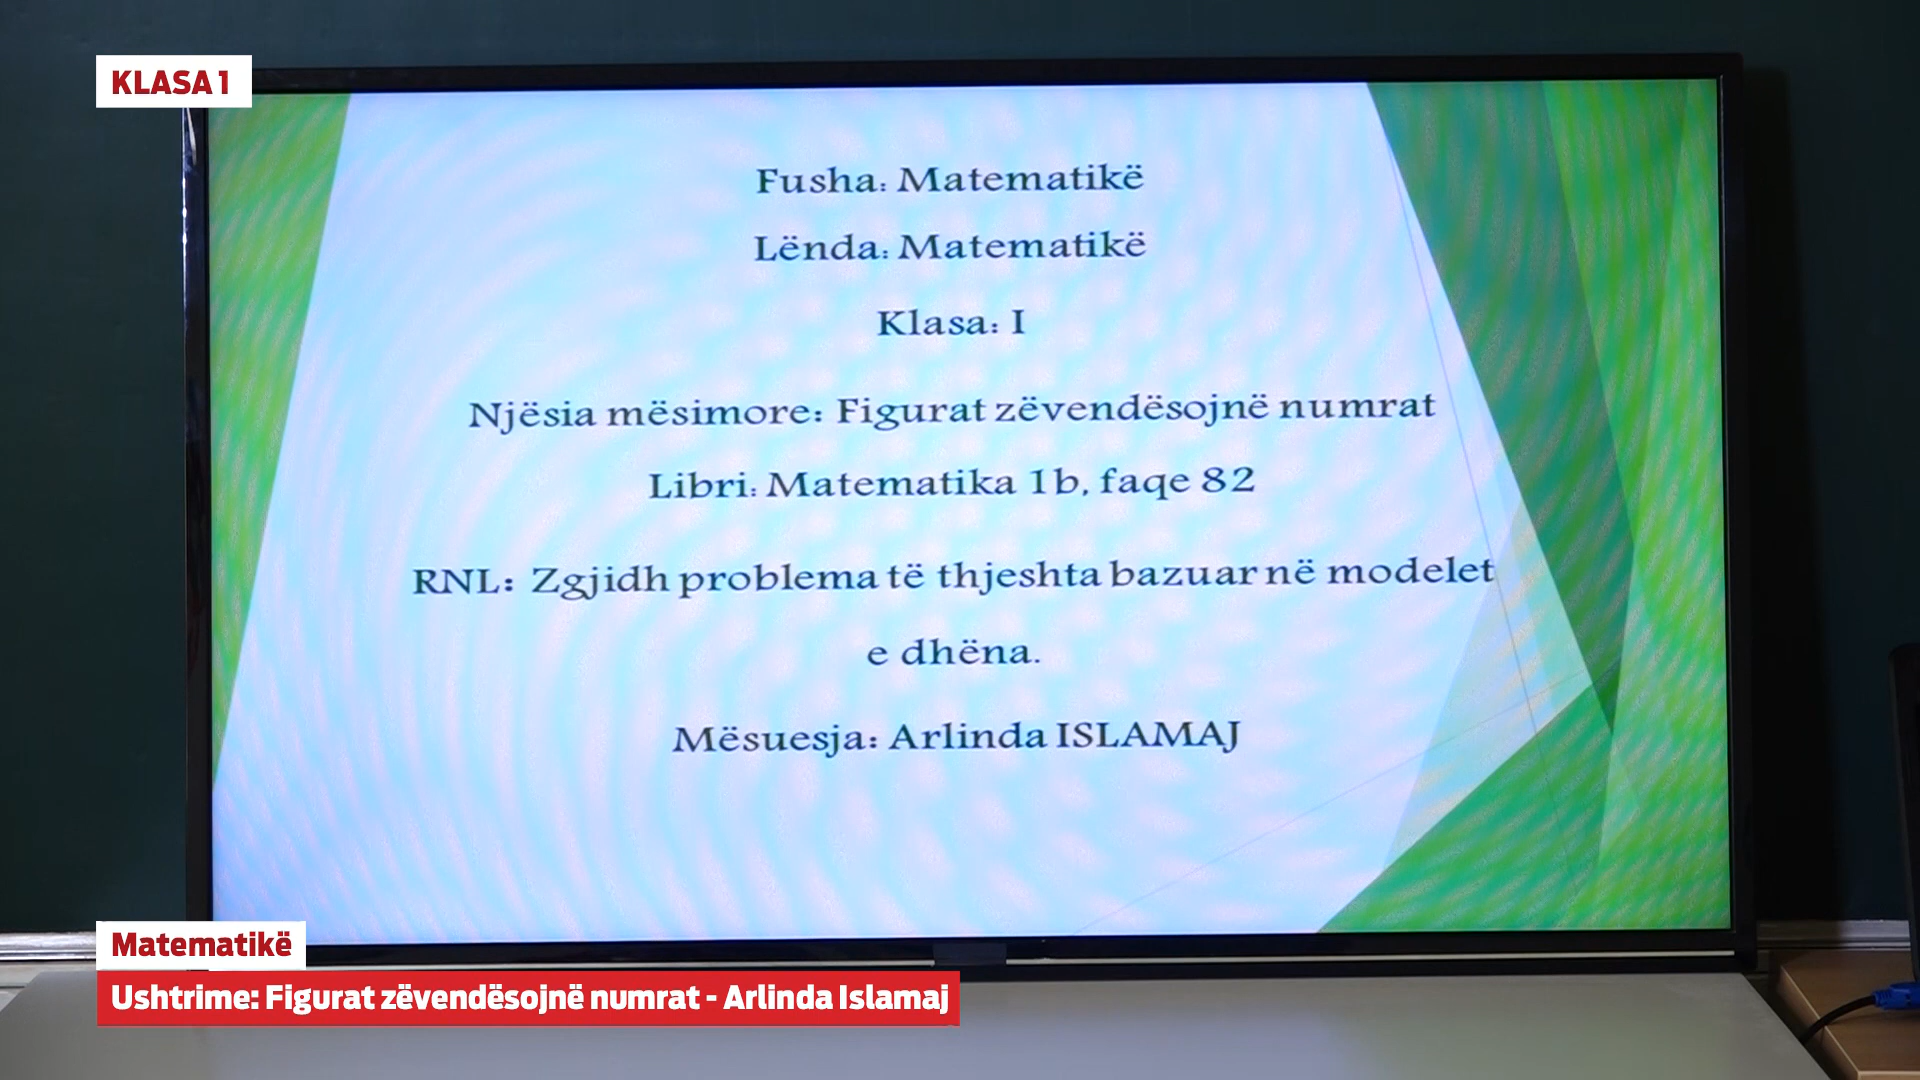 KLASA 1
Fusha: Matematikë
Lënda: Matematikë
Klasa: I
Njësia mësimore: Figurat zëvendësojnë numrat
Libri: Matematika 1b, faqe 82
RNL: Zgjidh problema të thjeshta bazuar në modelet
e dhëna.
Mësuesja: Arlinda ISLAMAJ
Matematikë
Ushtrime: Figurat zëvendësojnë numrat - Arlinda Islamaj